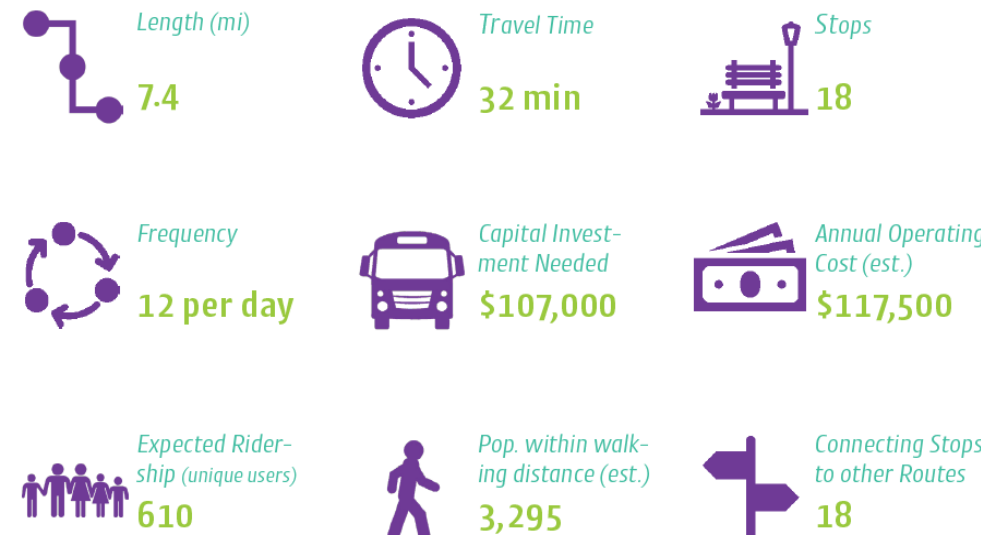 Length (mi)
7.4
Travel Time
32 min
Stops
18
Frequency
12 per day
Capital Invest-
ment Needed
$107,000
Annual Operating
Cost (est.)
$117,500
Expected Rider-
ship (unique users)
610
Pop. within walk-
ing distance (est.)
3,295
Connecting Stops
to other Routes
18